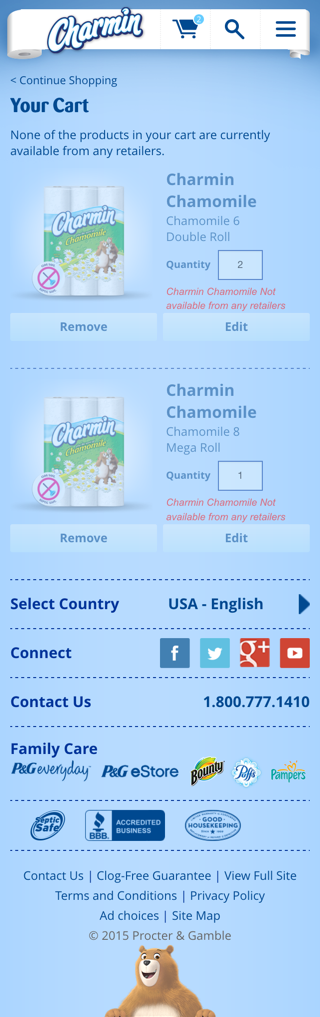 Charmin
2
< Continue Shopping
Your Cart
None of the products in your cart are currently
available from any retailers.
Charmin
Chamomile
Charmin
Chamomile
Chamomile 6
Double Roll
Quantity 2
Charmin Chamomile Not
available from any retailers
Remove
Edit
Charmin
Chamomile
Charmin
Chamomile
Chamomile 8
Mega Roll
Quantity 1
Charmin Chamomile Not
available from any retailers
Remove
Edit
Select Country USA - English
Connect
f
g+
Contact Us 1.800.777.1410
Family Care
P&G everyday P&G eStore Bounty Puffs Pampers
Septic Safe
BBB
ACCREDITED
BUSINESS
GOOD
HOUSEKEEPING
Contact Us | Clog-Free Guarantee | View Full Site
Terms and Conditions | Privacy Policy
Ad choices | Site Map
© 2015 Procter & Gamble